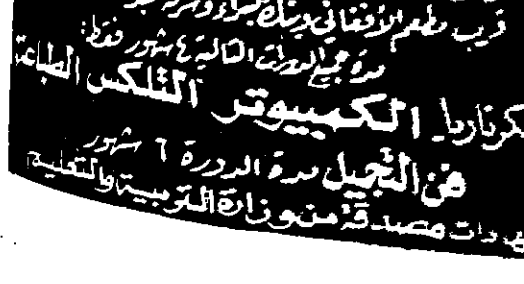 قرب مطعم الأفغاني وبناية
مدة جميع الدورات التالية ٤ شهور فقط:
الكمبيوتر التلكس الطباعة
فن التجميل مدة الدورة ٦ شهور
مصدقة من وزارة التربية والتعليم